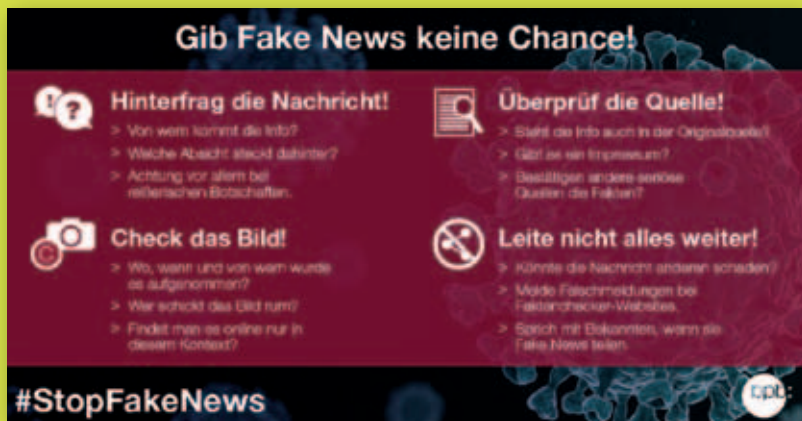 Gib Fake News keine Chance!
Hinterfrag die Nachricht!
> Von wem kommt die Info?
> Welche Absicht steckt dahinter?
> Achtung vor allem bei
reißerischen Botschaften.
Überprüf die Quelle!
> Steht die Info auch in der Originalquelle?
> Gibt es ein Impressum?
> Bestätigen andere seriöse
Quellen die Fakten?
Check das Bild!
> Wo, wann und von wem wurde
es aufgenommen?
> Wer schickt das Bild rum?
> Findet man es online nur in
diesem Kontext?
Leite nicht alles weiter!
> Könnte die Nachricht anderen schaden?
> Melde Falschmeldungen bei
Faktenchecker-Websites.
> Sprich mit Bekannten, wenn sie
Fake News teilen.
#StopFakeNews
bpb: